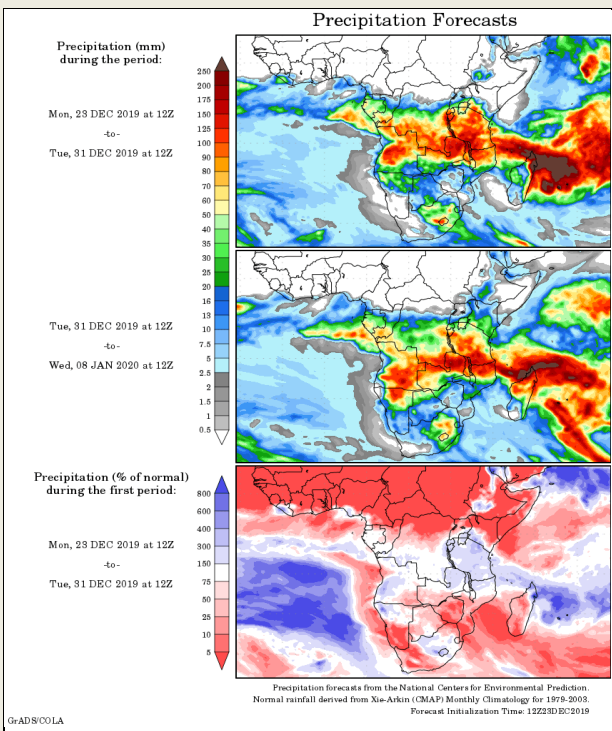 Precipitation Forecasts
Precipitation (mm)
during the period:
Mon, 23 DEC 2019 at 12Z
-to-
Tue, 31 DEC 2019 at 12Z
250
200
175
150
125
100
90
80
70
60
50
40
35
30
25
20
16
13
10
7.5
5
2.5
2
1.5
1
0.5
Tue, 31 DEC 2019 at 12Z
-to-
Wed, 08 JAN 2020 at 12Z
Precipitation (% of normal)
during the first period:
Mon, 23 DEC 2019 at 12Z
-to-
Tue, 31 DEC 2019 at 12Z
800
600
400
300
150
75
50
25
10
5
Precipitation forecasts from the National Centers for Environmental Prediction.
Normal rainfall derived from Xie-Arkin (CMAP) Monthly Climatology for 1979-2003.
Forecast Initialization Time: 12Z23DEC2019
GrADS/COLA